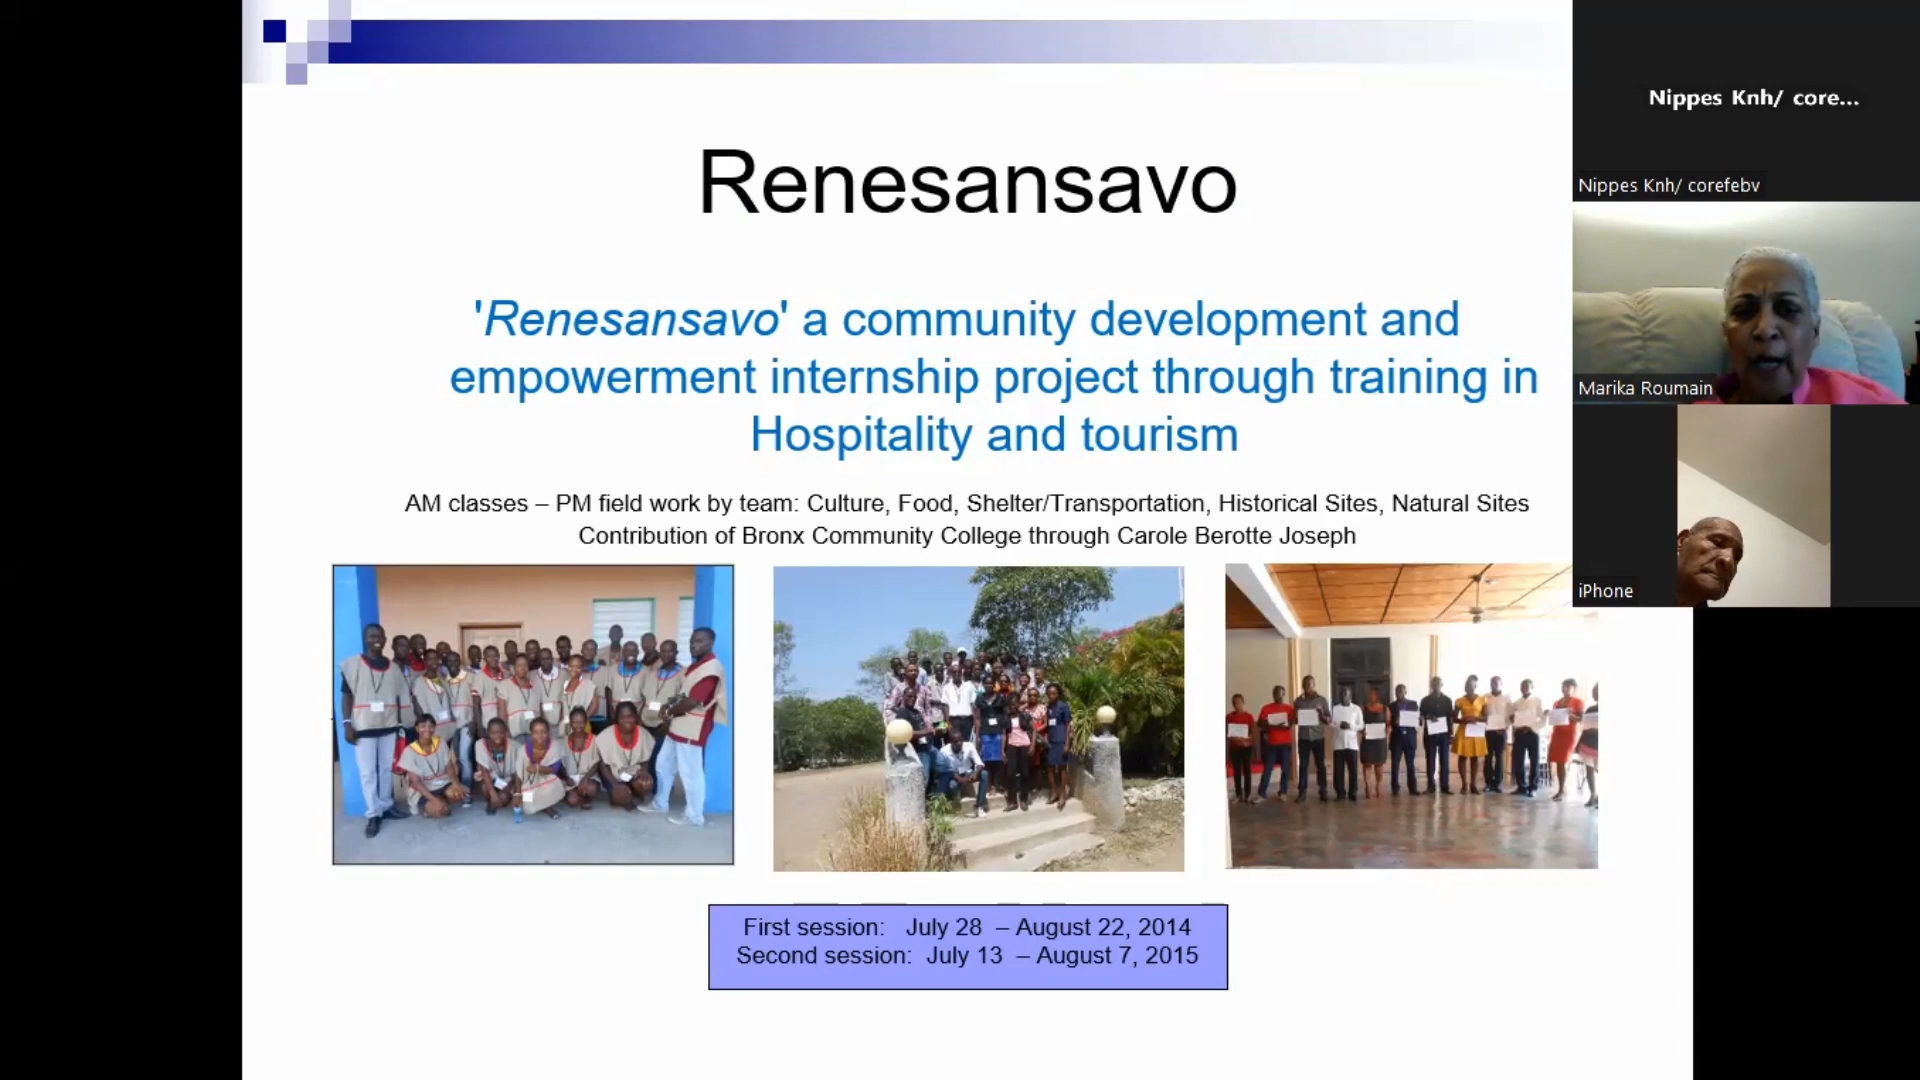 Renesansavo
'Renesansavo' a community development and
empowerment internship project through training in
Hospitality and tourism
AM classes – PM field work by team: Culture, Food, Shelter/Transportation, Historical Sites, Natural Sites
Contribution of Bronx Community College through Carole Berotte Joseph
First session: July 28 – August 22, 2014
Second session: July 13 – August 7, 2015
Nippes Knh/ core...
Nippes Knh/ corefebv
Marika Roumain
iPhone